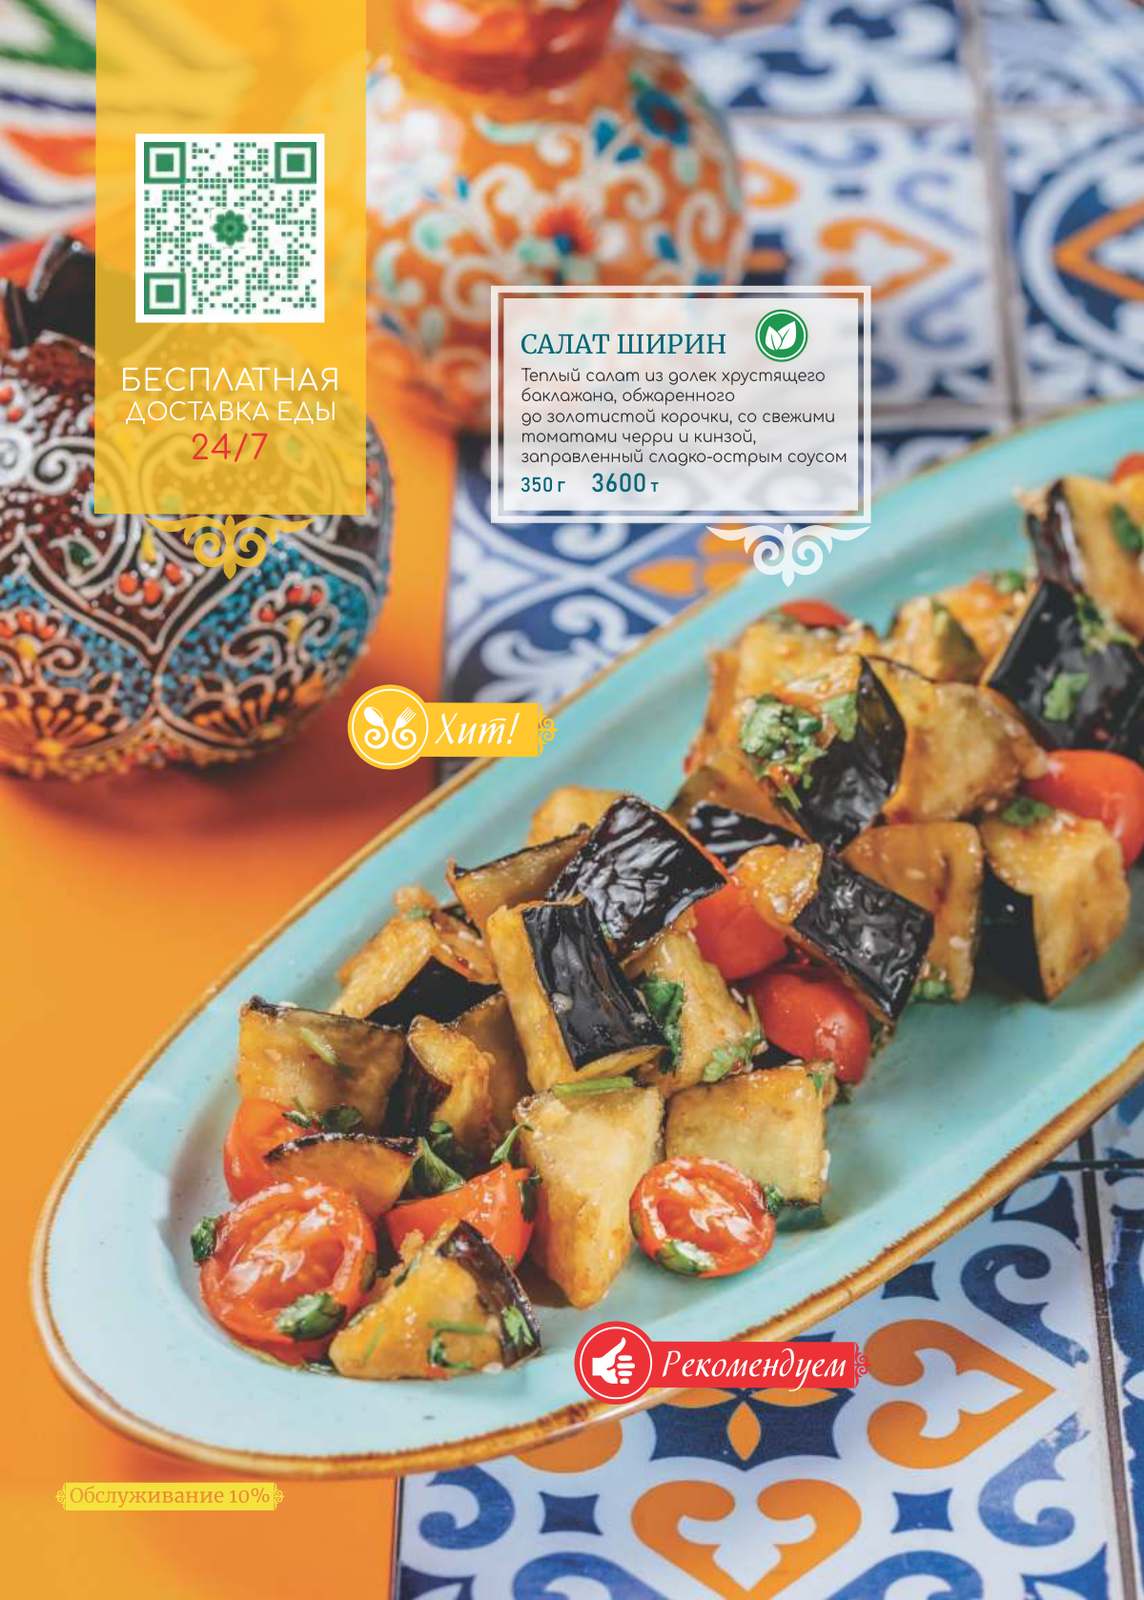 БЕСПЛАТНАЯ
ДОСТАВКА ЕДЫ
24/7
САЛАТ ШИРИН
Теплый салат из долек хрустящего
баклажана, обжаренного
до золотистой корочки, со свежими
томатами черри и кинзой,
заправленный сладко-острым соусом
350 г 3600 т
Хит!
Рекомендуем
Обслуживание 10%